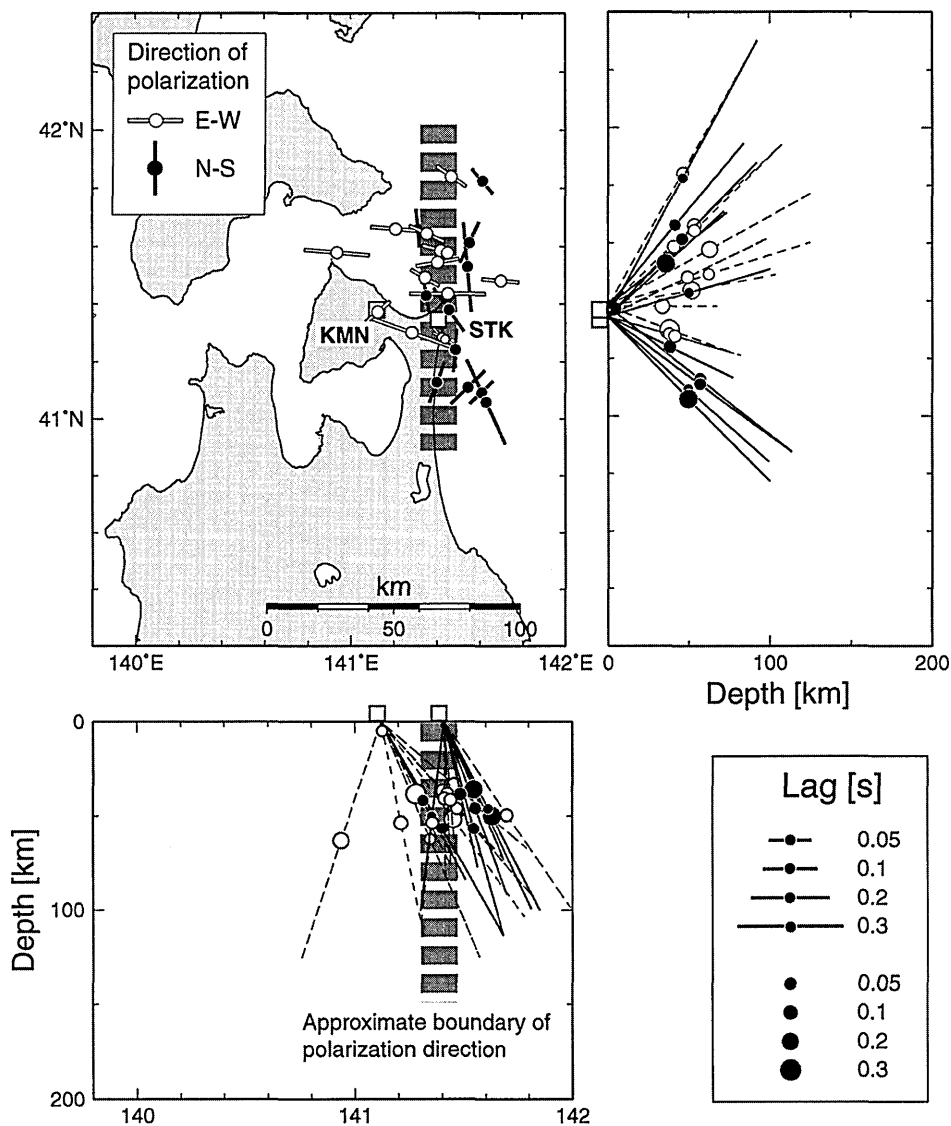 Direction of
polarization
E-W
N-S
42°N
41°N
KMN
STK
km
0
50
100
140°E
141°E
142°E
0
100
200
Depth [km]
0
100
200
Depth [km]
140
141
142
Approximate boundary of
polarization direction
Lag [s]
0.05
0.1
0.2
0.3
0.05
0.1
0.2
0.3